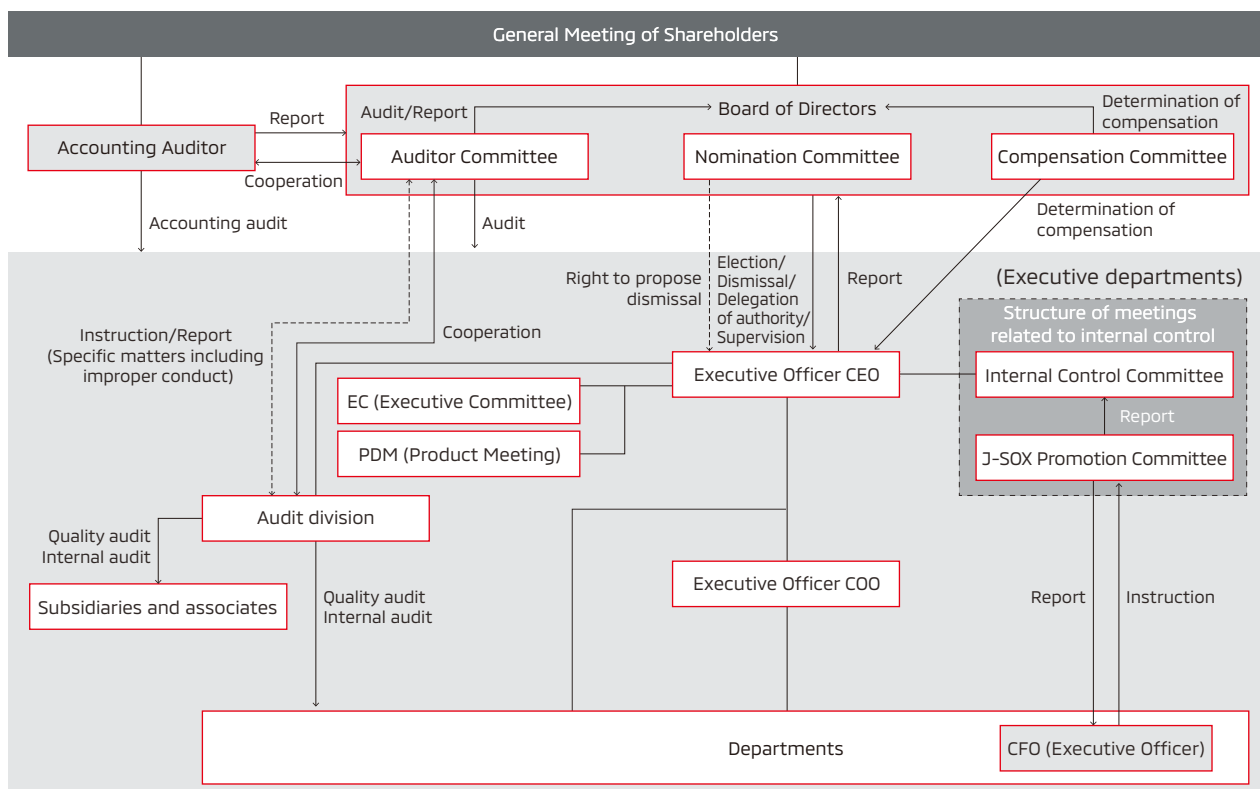 General Meeting of Shareholders
Audit/Report
Board of Directors
Determination of
compensation
Report
Accounting Auditor
Auditor Committee
Nomination Committee
Compensation Committee
Cooperation
Accounting audit
Audit
Determination of
compensation
Right to propose
dismissal
Election/
Dismissal/
Delegation
of authority/
Supervision
Report
(Executive departments)
Instruction/Report
(Specific matters including
improper conduct)
Cooperation
Structure of meetings
related to internal control
Executive Officer CEO
Internal Control Committee
EC (Executive Committee)
Report
PDM (Product Meeting)
J-SOX Promotion Committee
Audit division
Quality audit
Internal audit
Executive Officer COO
Subsidiaries and associates
Quality audit
Internal audit
Report
Instruction
Departments
CFO (Executive Officer)